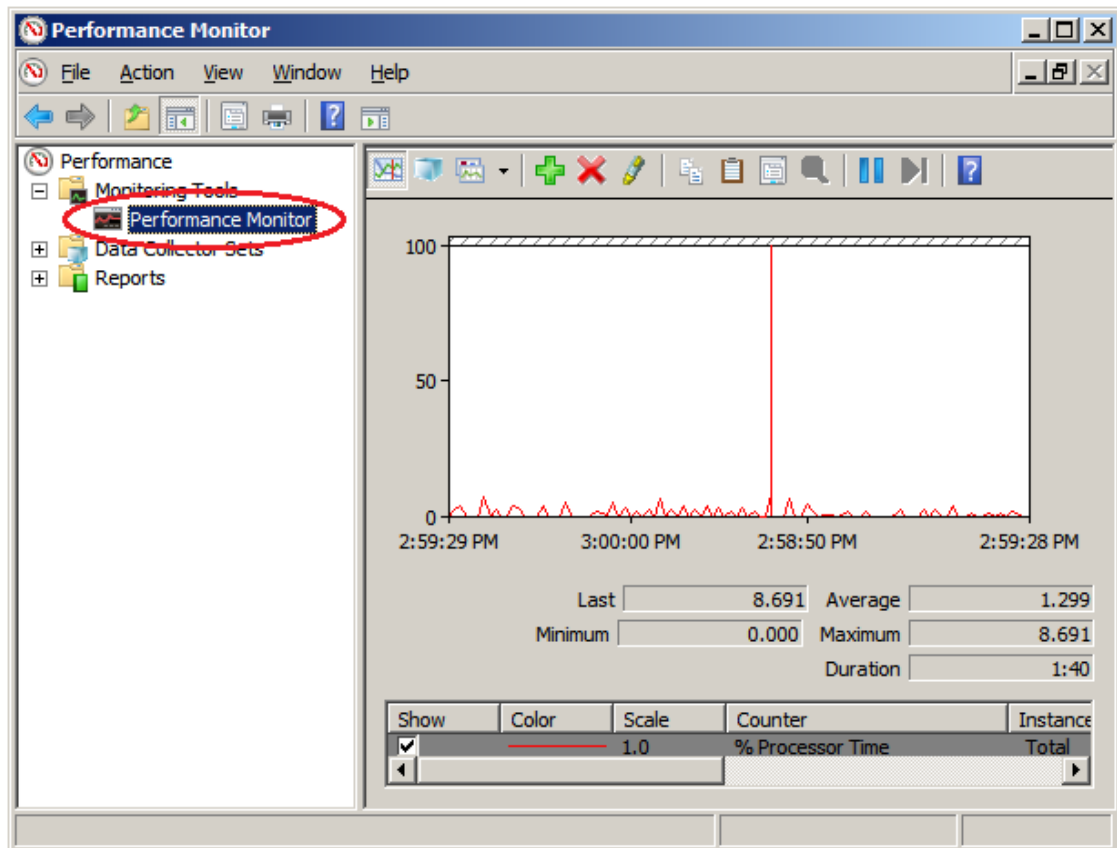 Performance Monitor
File Action View Window Help
Performance
Monitoring Tools
Performance Monitor
Data Collector Sets
Reports
100
50
0
2:59:29 PM 3:00:00 PM 2:58:50 PM 2:59:28 PM
Last 8.691 Average 1.299
Minimum 0.000 Maximum 8.691
Duration 1:40
Show Color Scale Counter Instance
1.0 % Processor Time _Total